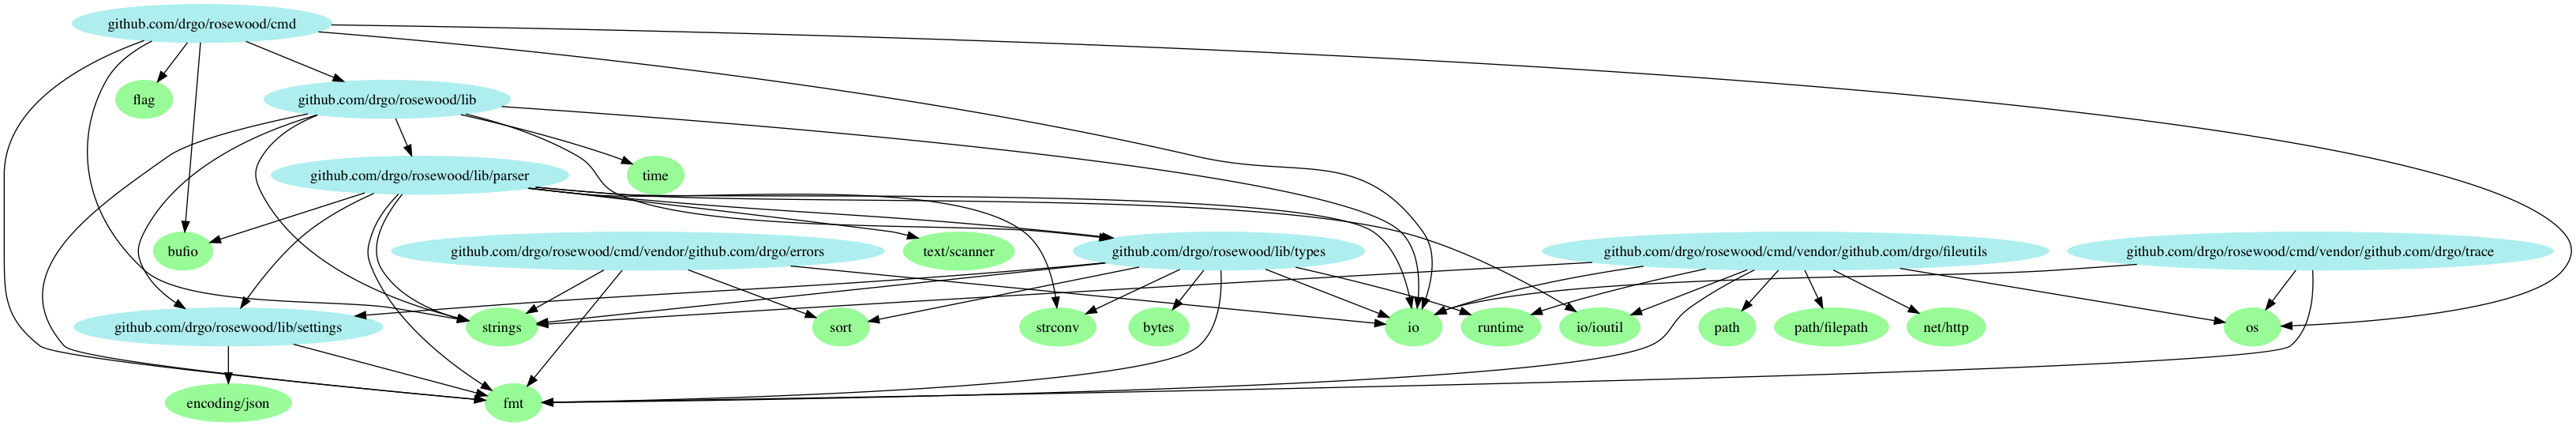 github.com/drgo/rosewood/cmd
flag
github.com/drgo/rosewood/lib
github.com/drgo/rosewood/lib/parser
time
bufio
github.com/drgo/rosewood/cmd/vendor/github.com/drgo/errors
text/scanner
github.com/drgo/rosewood/lib/types
github.com/drgo/rosewood/cmd/vendor/github.com/drgo/fileutils
github.com/drgo/rosewood/cmd/vendor/github.com/drgo/trace
github.com/drgo/rosewood/lib/settings
strings
sort
strconv
bytes
io
runtime
io/ioutil
path
path/filepath
net/http
os
encoding/json
fmt